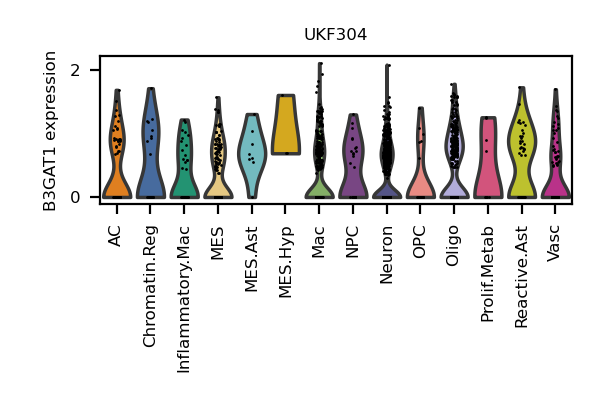 UKF304
B3GAT1 expression
2
0
AC
Chromatin.Reg
Inflammatory.Mac
MES
MES.Ast
MES.Hyp
Mac
NPC
Neuron
OPC
Oligo
Prolif.Metab
Reactive.Ast
Vasc